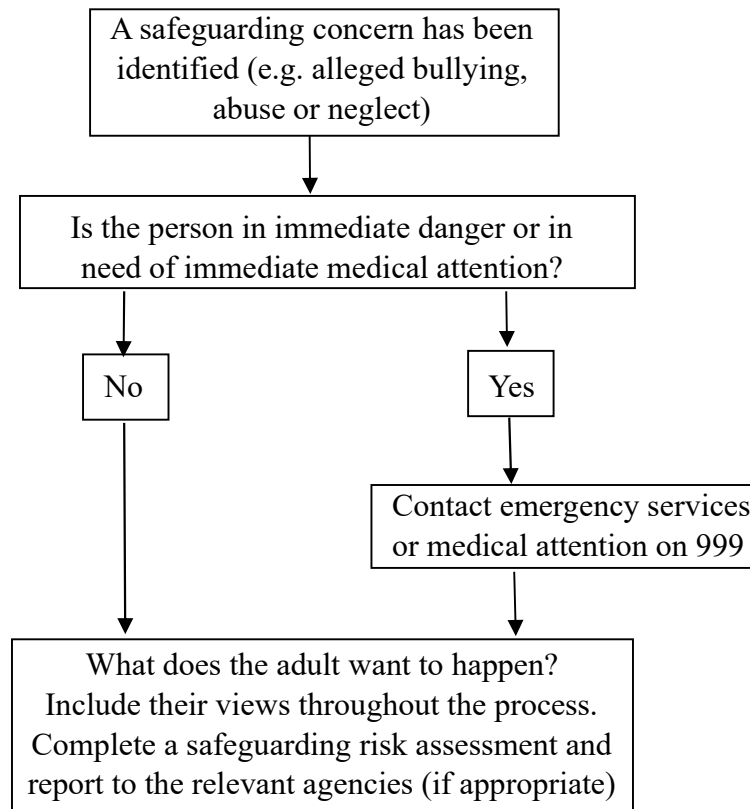 A safeguarding concern has been
identified (e.g. alleged bullying,
abuse or neglect)
Is the person in immediate danger or in
need of immediate medical attention?
No
Yes
Contact emergency services
or medical attention on 999
What does the adult want to happen?
Include their views throughout the process.
Complete a safeguarding risk assessment and
report to the relevant agencies (if appropriate)